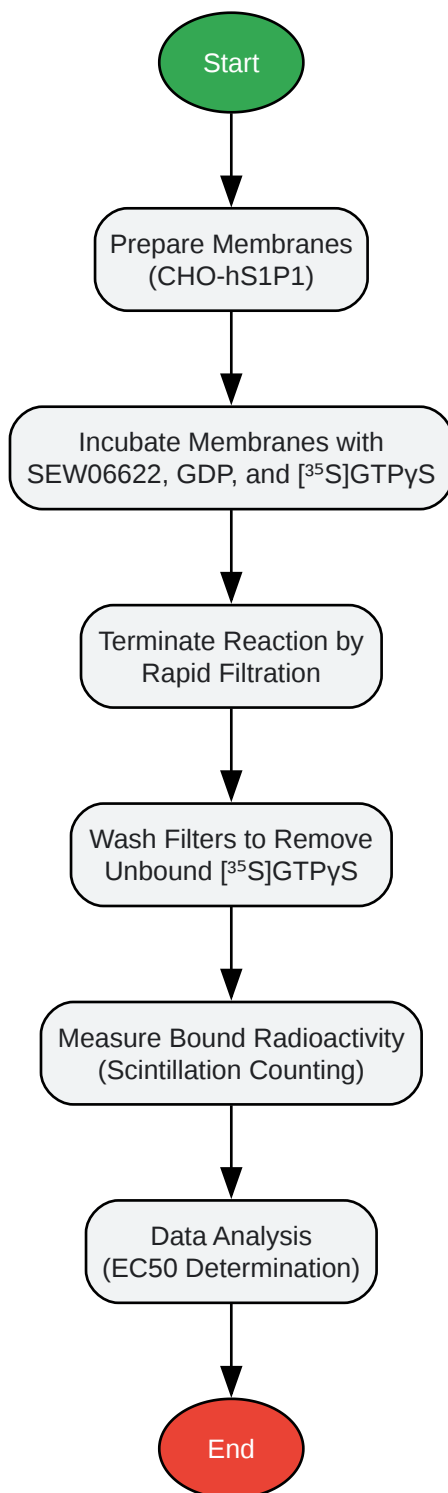 Start
Prepare Membranes
(CHO-hS1P1)
Incubate Membranes with
SEW06622, GDP, and [³⁵S]GTPγS
Terminate Reaction by
Rapid Filtration
Wash Filters to Remove
Unbound [³⁵S]GTPγS
Measure Bound Radioactivity
(Scintillation Counting)
Data Analysis
(EC50 Determination)
End